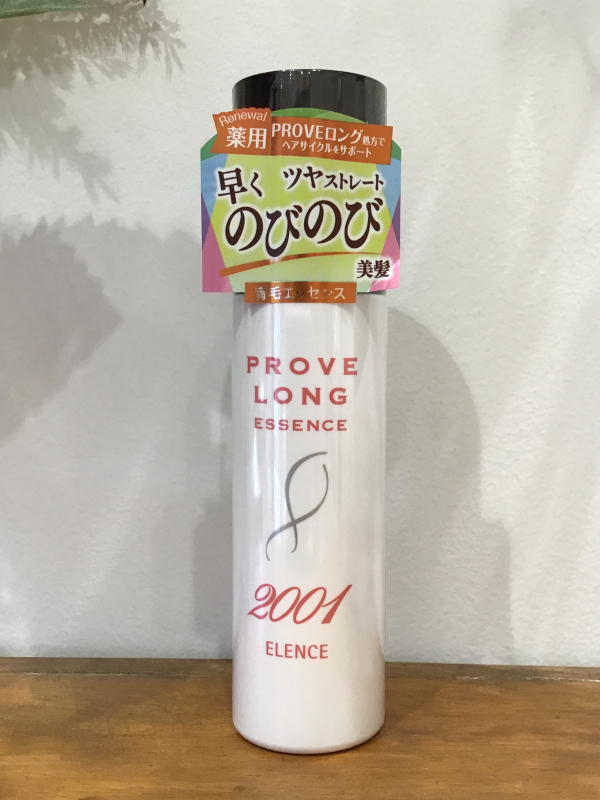 Renewal
薬用
PROVEロング処方で
ヘアサイクルをサポート
早く ツヤストレート
のびのび
美髪
育毛エッセンス
PROVE
LONG
ESSENCE
2001
ELENCE